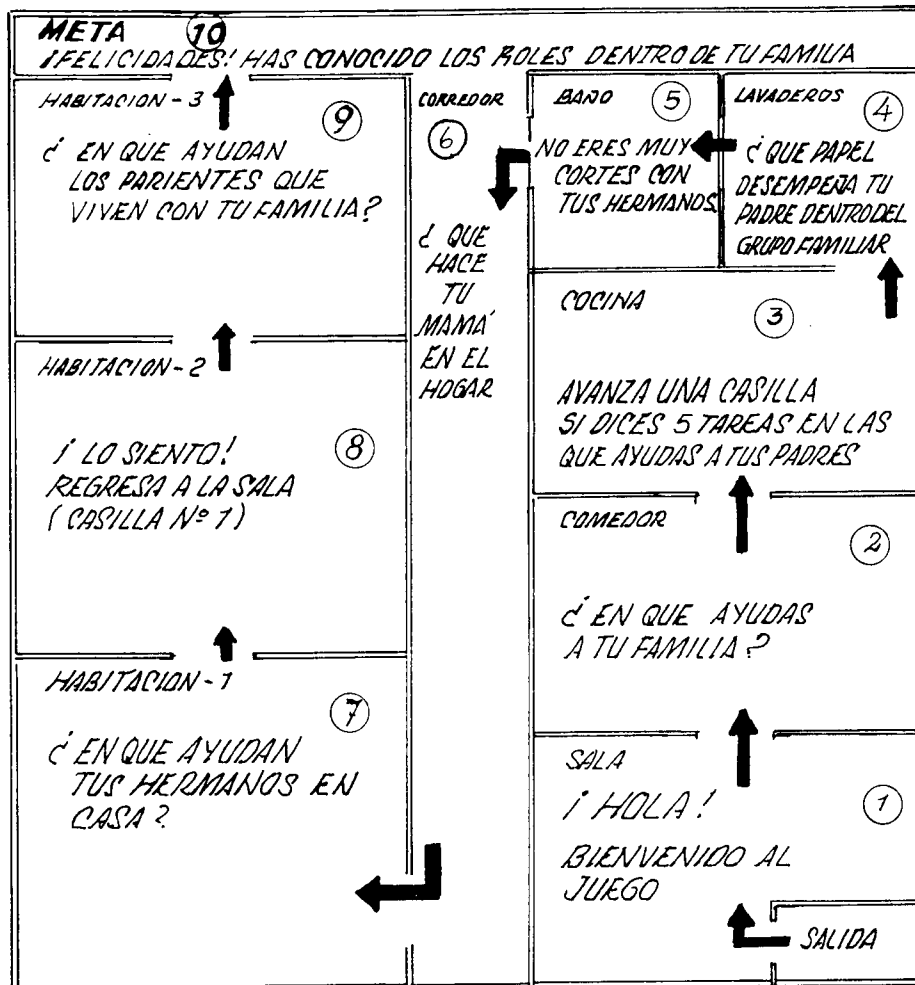 META 10
¡FELICIDADES! HAS CONOCIDO LOS ROLES DENTRO DE TU FAMILIA
HABITACION-3
9
¿ EN QUE AYUDAN
LOS PARIENTES QUE
VIVEN CON TU FAMILIA?
HABITACION-2
8
¡ LO SIENTO!
REGRESA A LA SALA
(CASILLA Nº 1)
HABITACION-1
7
¿ EN QUE AYUDAN
TUS HERMANOS EN
CASA?
CORREDOR
6
¿ QUE
HACE
TU
MAMÁ
EN EL
HOGAR
BAÑO
5
NO ERES MUY
CORTES CON
TUS HERMANOS
LAVADEROS
4
¿ QUE PAPEL
DESEMPEÑA TU
PADRE DENTRO DEL
GRUPO FAMILIAR
COCINA
3
AVANZA UNA CASILLA
SI DICES 5 TAREAS EN LAS
QUE AYUDAS A TUS PADRES
COMEDOR
2
¿ EN QUE AYUDAS
A TU FAMILIA?
SALA
1
¡ HOLA!
BIENVENIDO AL
JUEGO
SALIDA